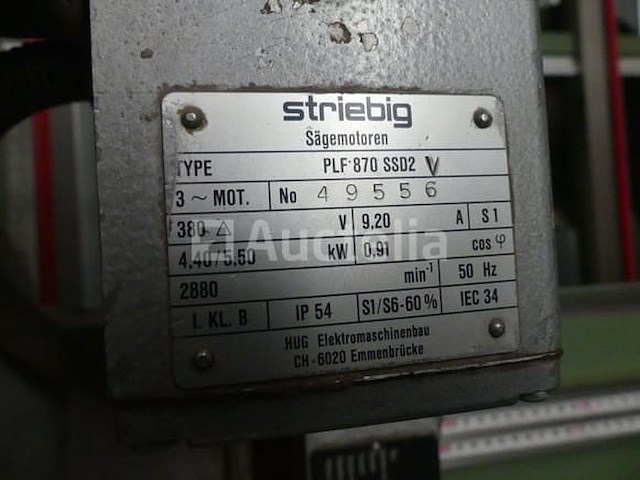 striebig
Sägemotoren
TYPE PLF 870 SSD2 V
3 ~ MOT. No 49556
380 △ V 9,20 A S1
4,40/5,50 kW 0,91 cos φ
2880 min⁻¹ 50 Hz
I. KL. B IP 54 S1/S6-60% IEC 34
HUG Elektromaschinenbau
CH-6020 Emmenbrücke
Auctelia